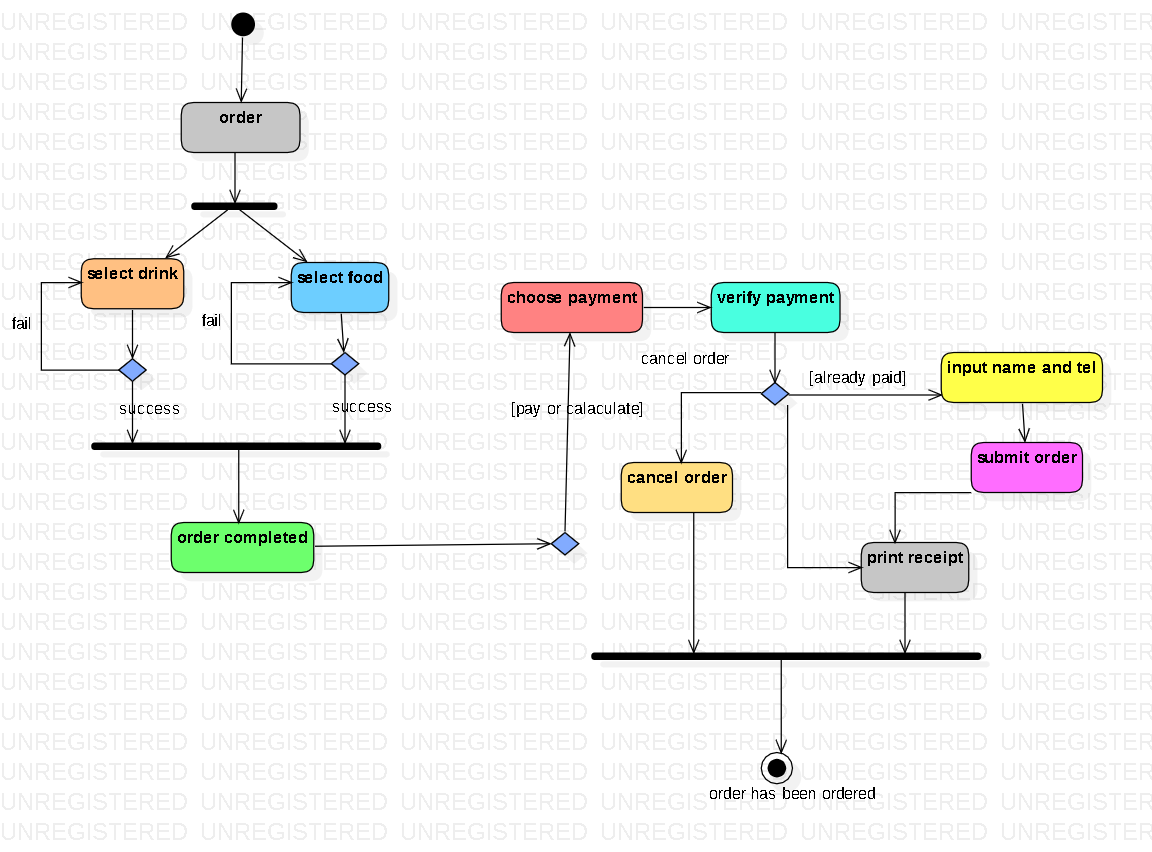 order
select drink
select food
fail
fail
success
success
order completed
[pay or calaculate]
choose payment
verify payment
cancel order
[already paid]
input name and tel
cancel order
submit order
print receipt
order has been ordered
UNREGISTERED